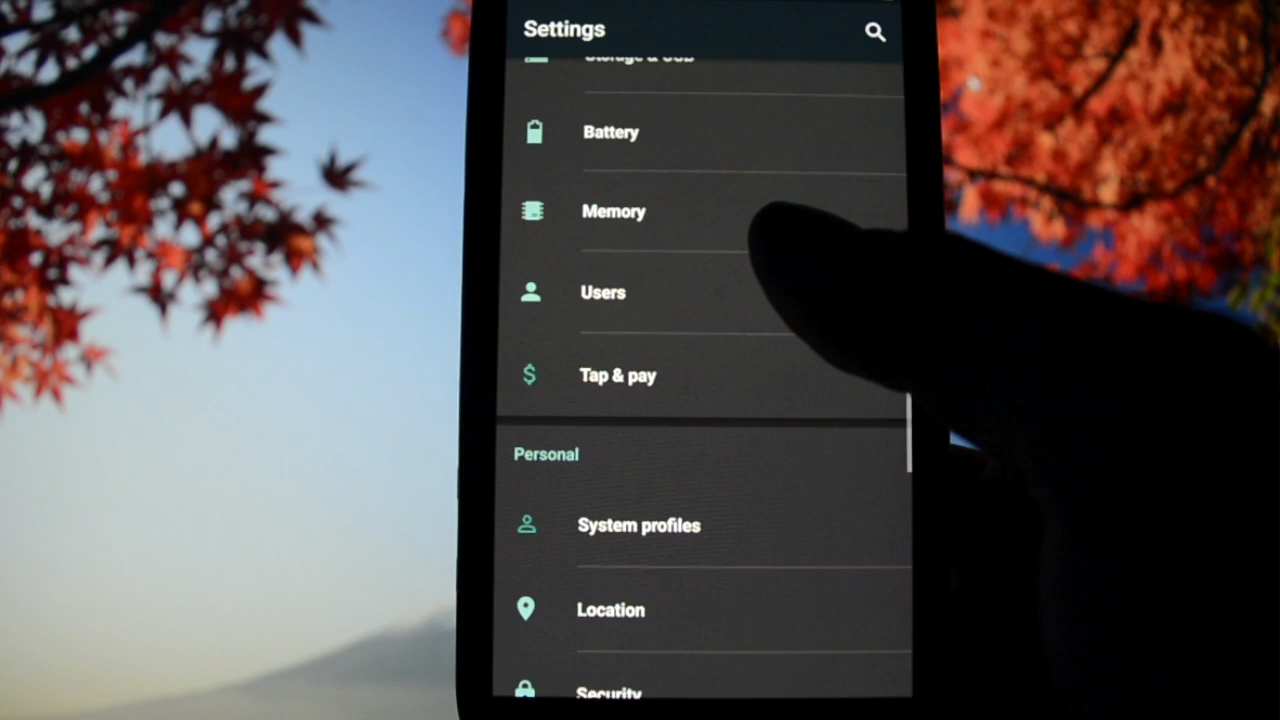 Settings
Storage & USB
Battery
Memory
Users
Tap & pay
$
Personal
System profiles
Location
Security